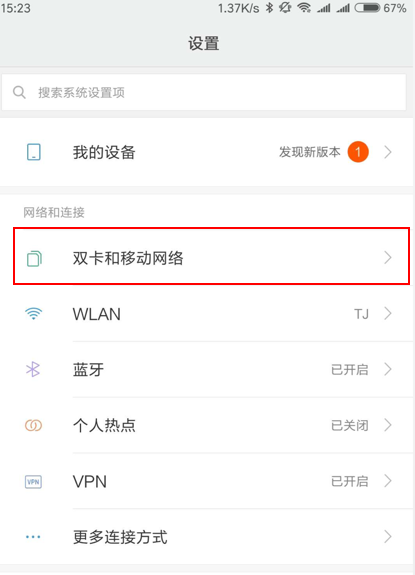 15:23 1.37K/s 67%
设置
搜索系统设置项
我的设备 发现新版本 1
网络和连接
双卡和移动网络
WLAN TJ
蓝牙 已开启
个人热点 已关闭
VPN VPN 已开启
更多连接方式